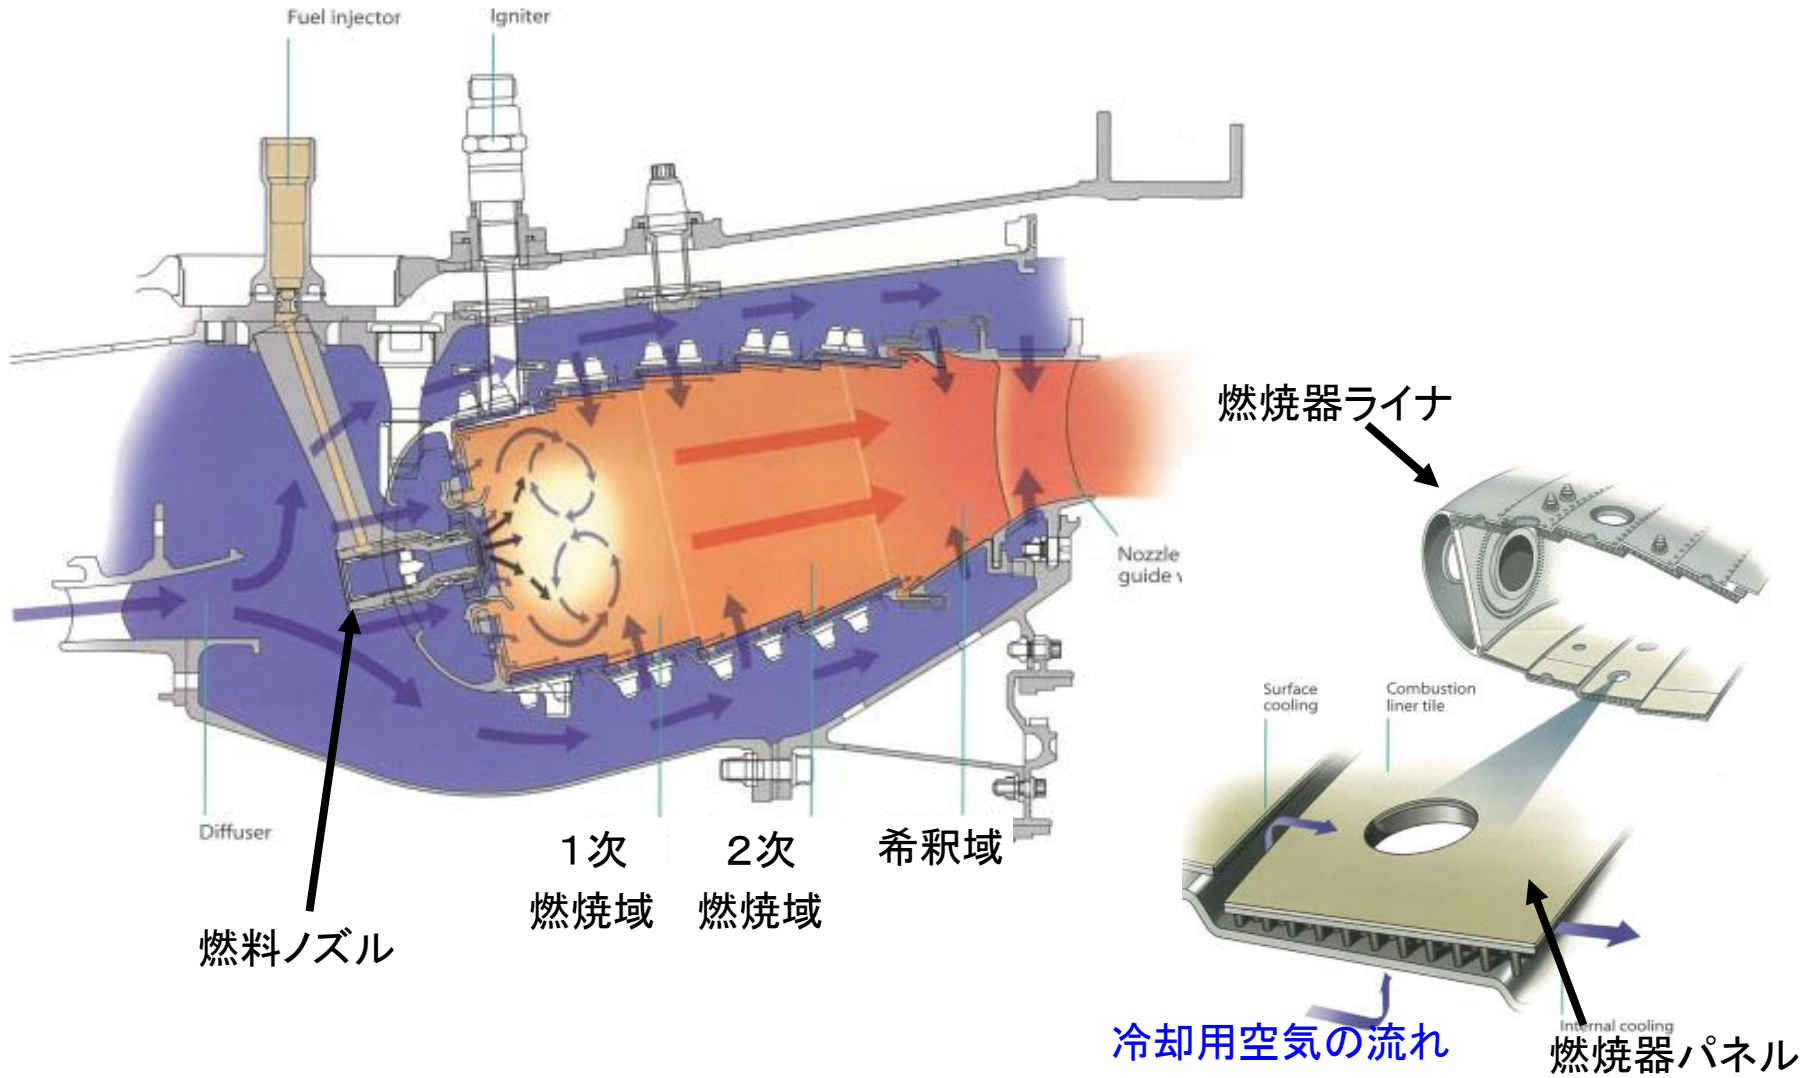 Fuel injector
Igniter
燃焼器ライナ
Nozzle
guide
Surface
cooling
Combustion
liner tile
Diffuser
1次
燃焼域
2次
燃焼域
希釈域
燃料ノズル
Internal cooling
冷却用空気の流れ
燃焼器パネル